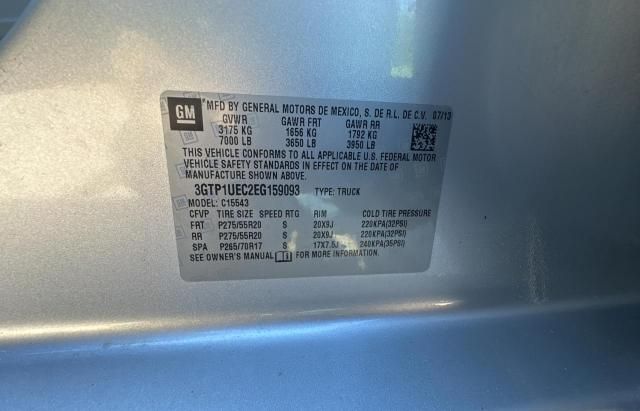 GM
MFD BY GENERAL MOTORS DE MEXICO, S. DE R.L. DE C.V. 07/13
GVWR GAWR FRT GAWR RR
3175 KG 1656 KG 1792 KG
7000 LB 3650 LB 3950 LB
THIS VEHICLE CONFORMS TO ALL APPLICABLE U.S. FEDERAL MOTOR
VEHICLE SAFETY STANDARDS IN EFFECT ON THE DATE OF
MANUFACTURE SHOWN ABOVE.
3GTP1UEC2EG159093 TYPE: TRUCK
MODEL: C15543
CFVP TIRE SIZE SPEED RTG RIM COLD TIRE PRESSURE
FRT P275/55R20 S 20X9J 220KPA(32PSI)
RR P275/55R20 S 20X9J 220KPA(32PSI)
SPA P265/70R17 S 17X7.5J 240KPA(35PSI)
SEE OWNER'S MANUAL FOR MORE INFORMATION.